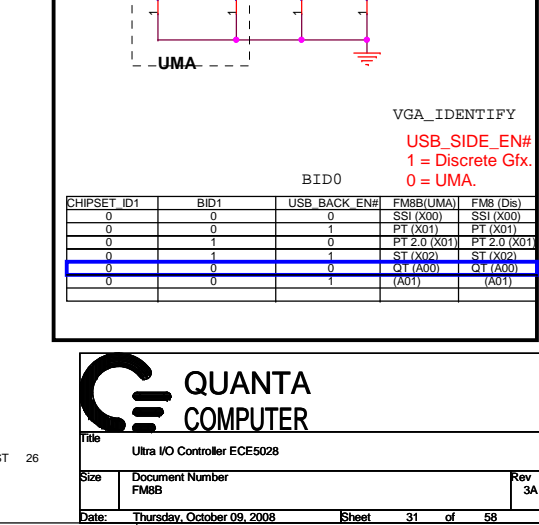 1 1 1 1
UMA
VGA_IDENTIFY
USB_SIDE_EN#
1 = Discrete Gfx.
BID0 0 = UMA.
CHIPSET_ID1 BID1 USB_BACK_EN# FM8B(UMA) FM8 (Dis)
0 0 0 SSI (X00) SSI (X00)
0 0 1 PT (X01) PT (X01)
0 1 0 PT 2.0 (X01) PT 2.0 (X01)
0 1 1 ST (X02) ST (X02)
0 0 0 QT (A00) QT (A00)
0 0 1 (A01) (A01)
QUANTA
COMPUTER
Title
Ultra I/O Controller ECE5028
26
Size Document Number Rev
FM8B 3A
Date: Thursday, October 09, 2008 Sheet 31 of 58